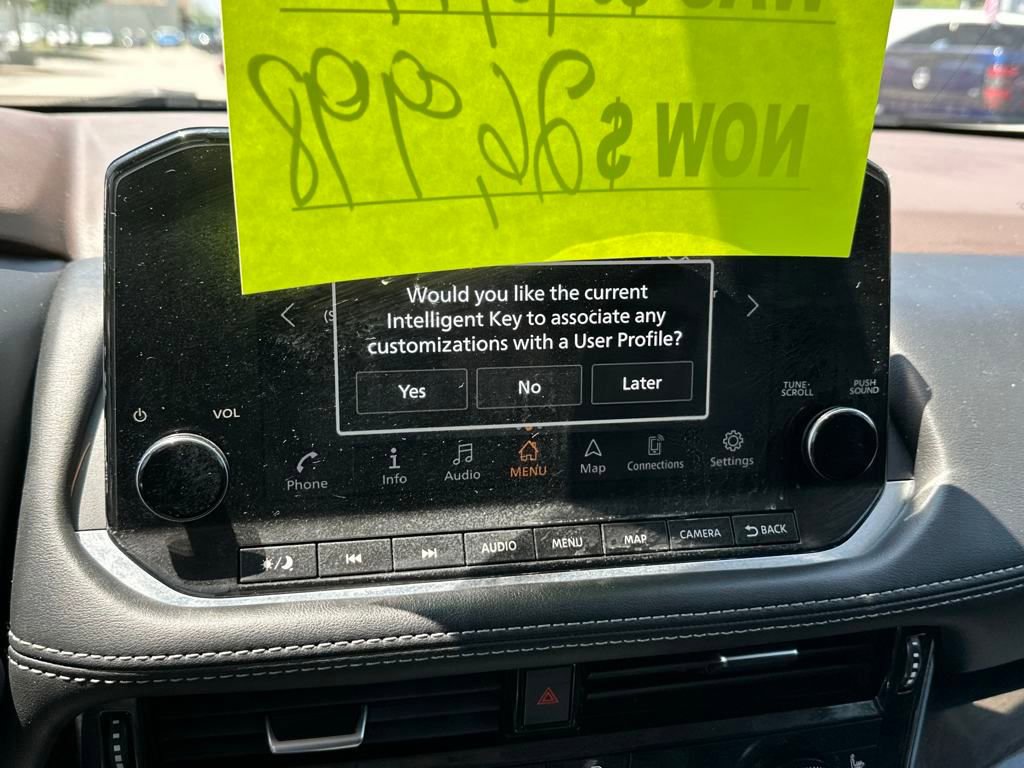 WAS $
NOW $ 26,998
Would you like the current
Intelligent Key to associate any
customizations with a User Profile?
Yes No Later
VOL
TUNE·
SCROLL
PUSH
SOUND
Phone Info Audio MENU Map Connections Settings
AUDIO MENU MAP CAMERA BACK